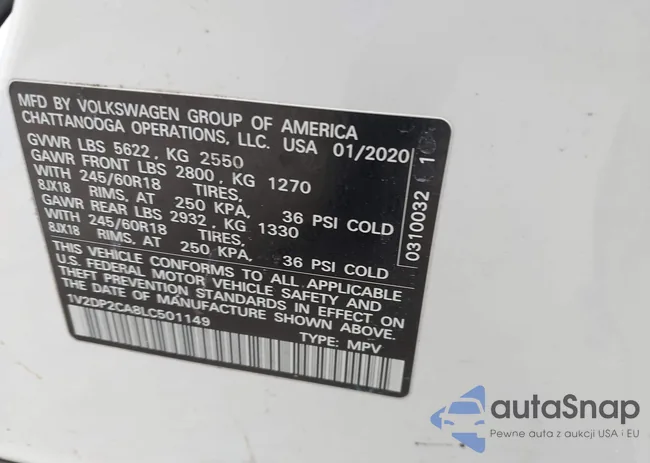 MFD BY VOLKSWAGEN GROUP OF AMERICA
CHATTANOOGA OPERATIONS, LLC. USA 01/2020
GVWR LBS 5622, KG 2550
GAWR FRONT LBS 2800, KG 1270
WITH 245/60R18 TIRES,
8JX18 RIMS, AT 250 KPA, 36 PSI COLD
GAWR REAR LBS 2932, KG 1330
WITH 245/60R18 TIRES,
8JX18 RIMS, AT 250 KPA, 36 PSI COLD
THIS VEHICLE CONFORMS TO ALL APPLICABLE
U.S. FEDERAL MOTOR VEHICLE SAFETY AND
THEFT PREVENTION STANDARDS IN EFFECT ON
THE DATE OF MANUFACTURE SHOWN ABOVE.
1V2DP2CA8LC501149
TYPE: MPV
0310032 1
autaSnap
Pewne auta z aukcji USA i EU